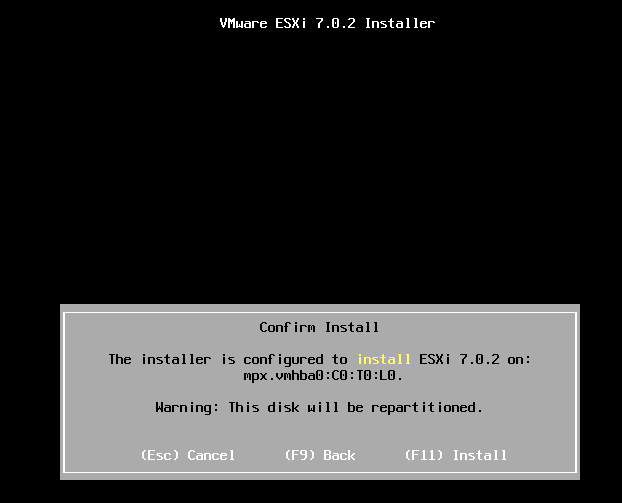 VMware ESXi 7.0.2 Installer
Confirm Install
The installer is configured to install ESXi 7.0.2 on:
mpx.vmhba0:C0:T0:L0.
Warning: This disk will be repartitioned.
(Esc) Cancel (F9) Back (F11) Install